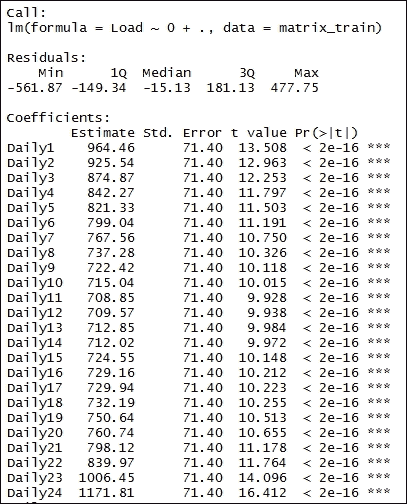 Call:
lm(formula = Load ~ 0 + ., data = matrix_train)
Residuals:
Min 1Q Median 3Q Max
-561.87 -149.34 -15.13 181.13 477.75
Coefficients:
Estimate Std. Error t value Pr(>|t|)
Daily1 964.46 71.40 13.508 < 2e-16 ***
Daily2 925.54 71.40 12.963 < 2e-16 ***
Daily3 874.87 71.40 12.253 < 2e-16 ***
Daily4 842.27 71.40 11.797 < 2e-16 ***
Daily5 821.33 71.40 11.503 < 2e-16 ***
Daily6 799.04 71.40 11.191 < 2e-16 ***
Daily7 767.56 71.40 10.750 < 2e-16 ***
Daily8 737.28 71.40 10.326 < 2e-16 ***
Daily9 722.42 71.40 10.118 < 2e-16 ***
Daily10 715.04 71.40 10.015 < 2e-16 ***
Daily11 708.85 71.40 9.928 < 2e-16 ***
Daily12 709.57 71.40 9.938 < 2e-16 ***
Daily13 712.85 71.40 9.984 < 2e-16 ***
Daily14 712.02 71.40 9.972 < 2e-16 ***
Daily15 724.55 71.40 10.148 < 2e-16 ***
Daily16 729.16 71.40 10.212 < 2e-16 ***
Daily17 729.94 71.40 10.223 < 2e-16 ***
Daily18 732.19 71.40 10.255 < 2e-16 ***
Daily19 750.64 71.40 10.513 < 2e-16 ***
Daily20 760.74 71.40 10.655 < 2e-16 ***
Daily21 798.12 71.40 11.178 < 2e-16 ***
Daily22 839.97 71.40 11.764 < 2e-16 ***
Daily23 1006.45 71.40 14.096 < 2e-16 ***
Daily24 1171.81 71.40 16.412 < 2e-16 ***